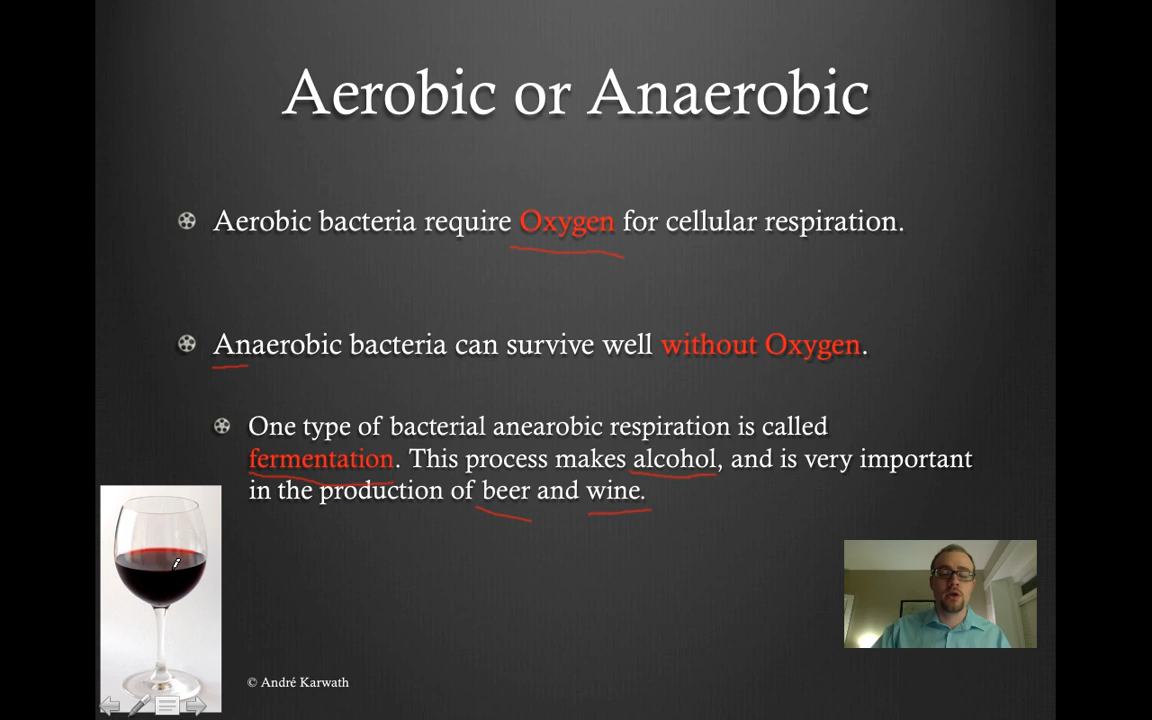 Aerobic or Anaerobic
Aerobic bacteria require Oxygen for cellular respiration.
Anaerobic bacteria can survive well without Oxygen.
One type of bacterial anearobic respiration is called
fermentation. This process makes alcohol, and is very important
in the production of beer and wine.
© André Karwath